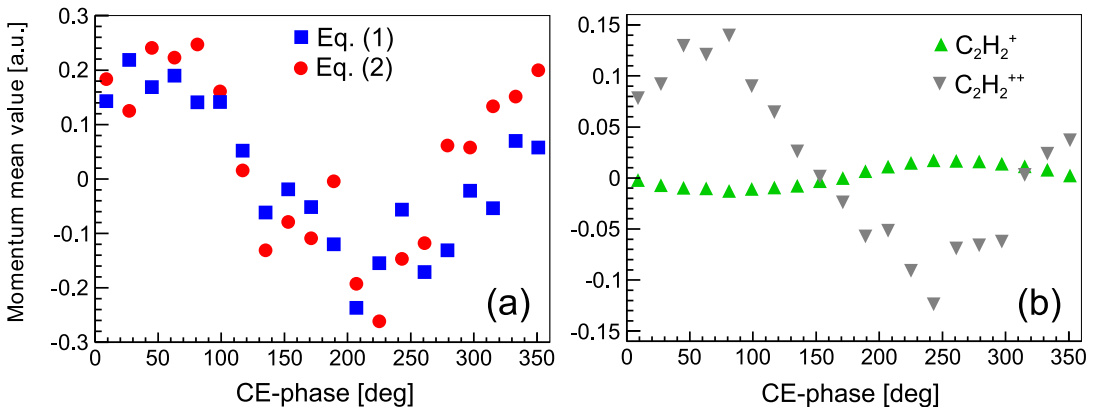 Momentum mean value [a.u.]
0.3
0.2
0.1
0
-0.1
-0.2
-0.3
0 50 100 150 200 250 300 350
CE-phase [deg]
Eq. (1)
Eq. (2)
(a)
0.15
0.1
0.05
0
-0.05
-0.1
-0.15
0 50 100 150 200 250 300 350
CE-phase [deg]
C₂H₂⁺
C₂H₂⁺⁺
(b)